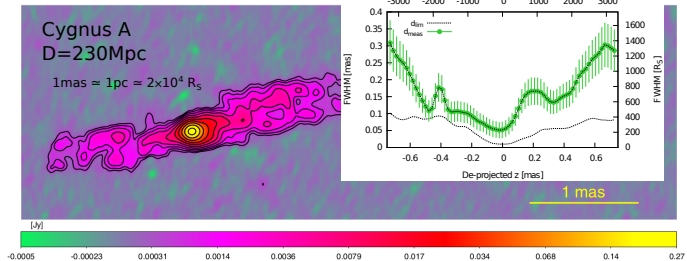 Cygnus A
D=230Mpc
1mas ≃ 1pc ≃ 2×10⁴ R_S
-3000 -2000 -1000 0 1000 2000 3000
d_lim
d_meas
0.4
0.35
0.3
0.25
0.2
0.15
0.1
0.05
0
FWHM [mas]
1600
1400
1200
1000
800
600
400
200
0
FWHM [R_S]
-0.6 -0.4 -0.2 0 0.2 0.4 0.6
De-projected z [mas]
1 mas
[Jy]
-0.0005 -0.00023 0.00031 0.0014 0.0036 0.0079 0.017 0.034 0.068 0.14 0.27